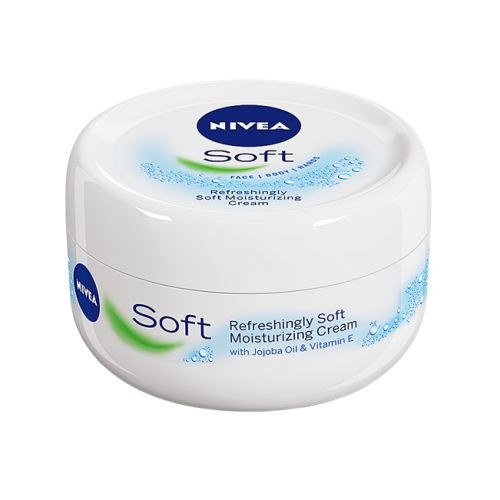 NIVEA
Soft
FACE | BODY | HANDS
Refreshingly
Soft Moisturizing
Cream
NIVEA
Soft
Refreshingly Soft
Moisturizing Cream
with Jojoba Oil & Vitamin E